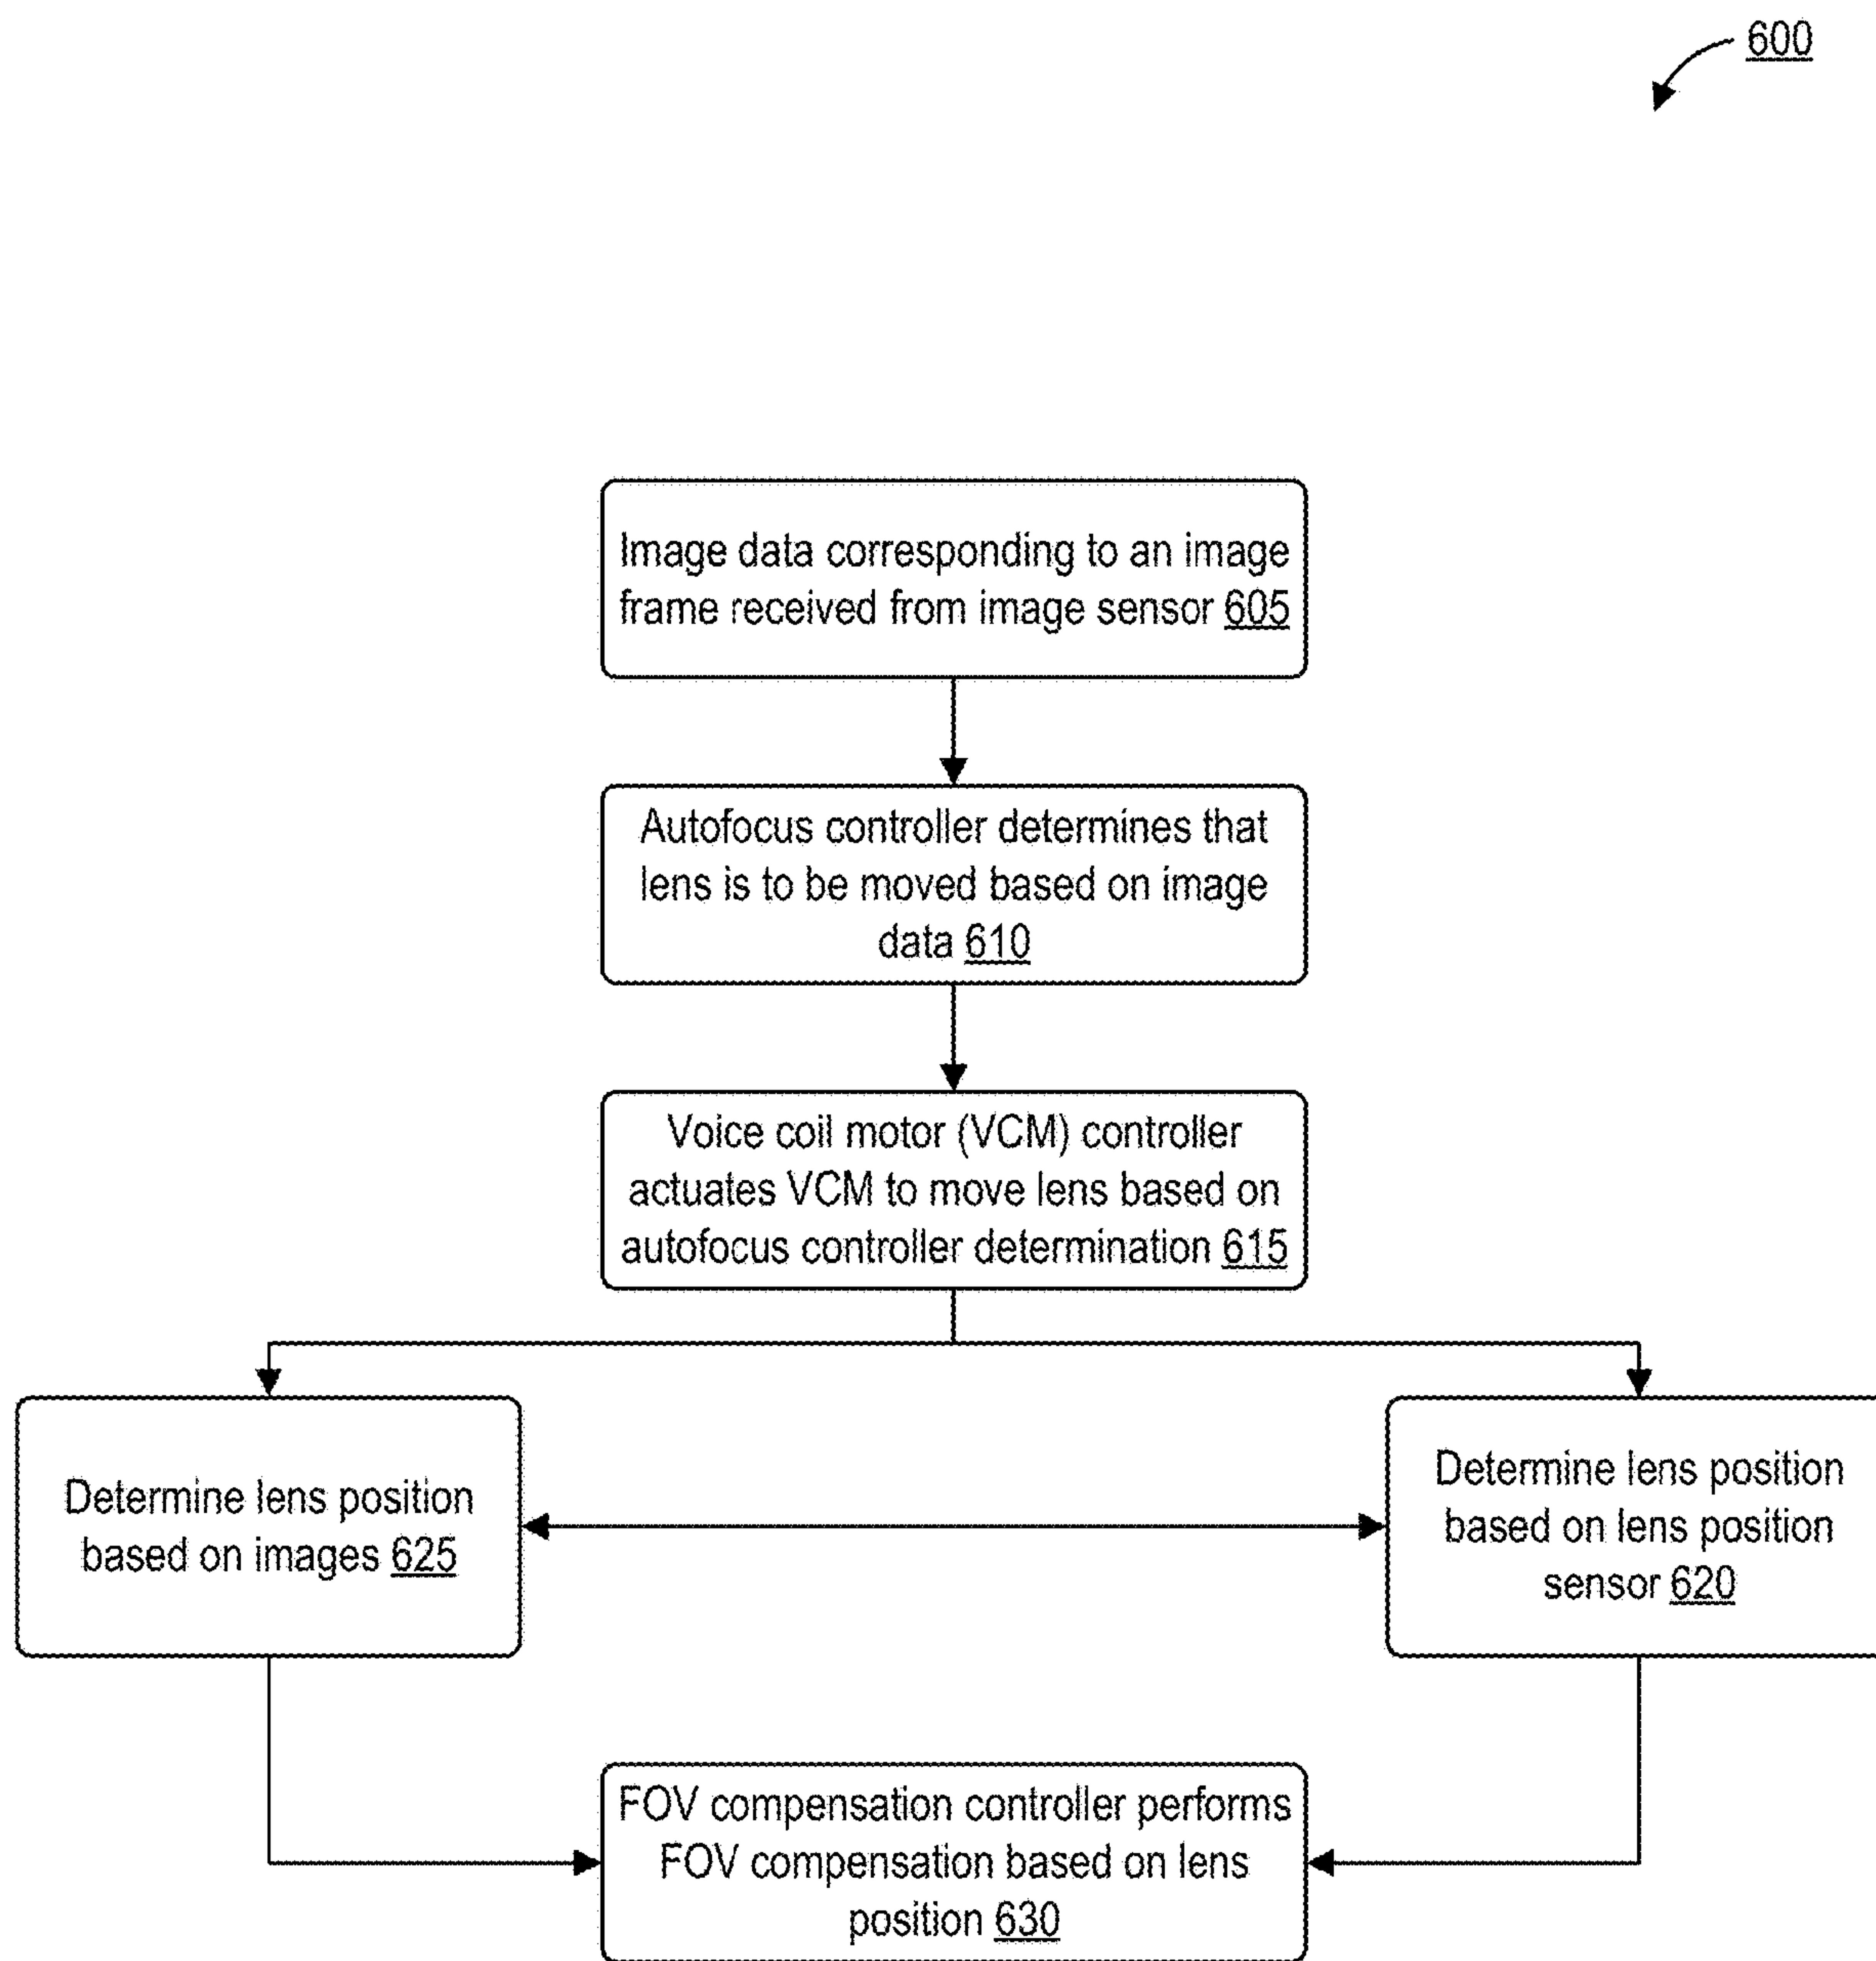 600
Image data corresponding to an image
frame received from image sensor 605
Autofocus controller determines that
lens is to be moved based on image
data 610
Voice coil motor (VCM) controller
actuates VCM to move lens based on
autofocus controller determination 615
Determine lens position
based on images 625
Determine lens position
based on lens position
sensor 620
FOV compensation controller performs
FOV compensation based on lens
position 630